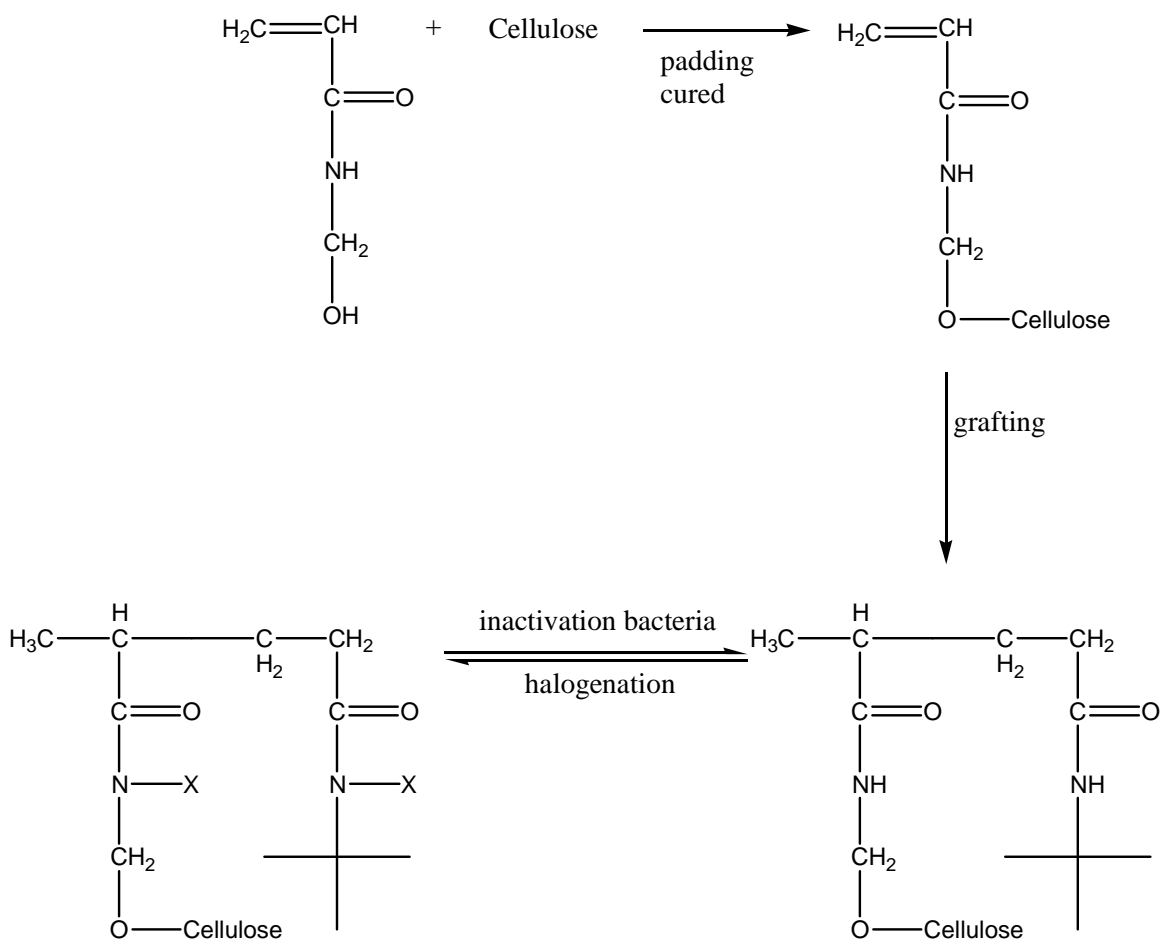 H2C CH + Cellulose H2C CH
padding
cured
C O C O
NH NH
CH2 CH2
OH O Cellulose
grafting
H H
H3C C C CH2 inactivation bacteria H3C C C CH2
H2 halogenation H2
C O C O C O C O
N X N X NH NH
CH2 CH2
O Cellulose O Cellulose